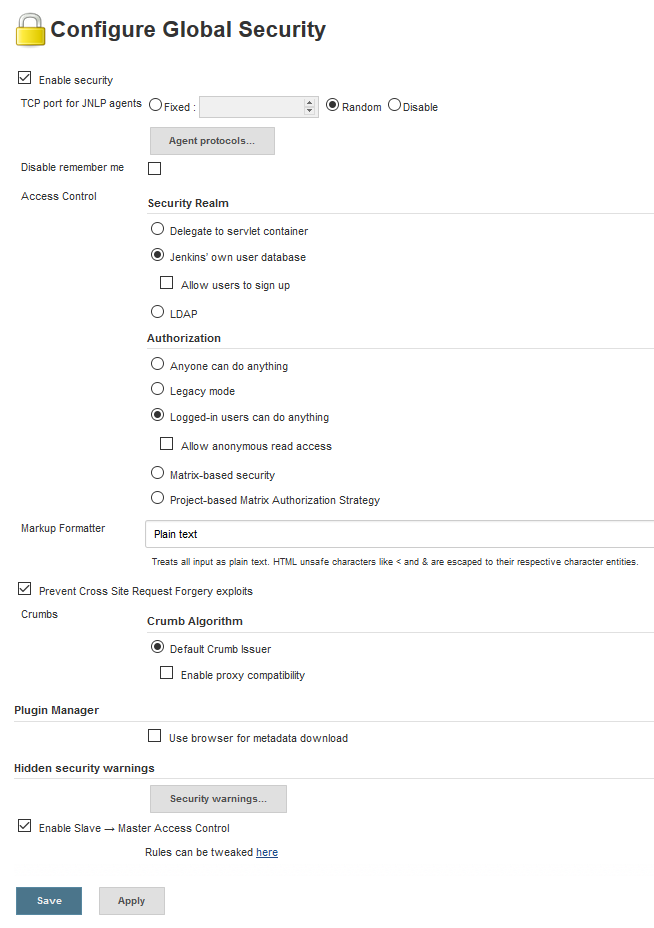 Configure Global Security
Enable security
TCP port for JNLP agents Fixed : Random Disable
Agent protocols...
Disable remember me
Access Control
Security Realm
Delegate to servlet container
Jenkins' own user database
Allow users to sign up
LDAP
Authorization
Anyone can do anything
Legacy mode
Logged-in users can do anything
Allow anonymous read access
Matrix-based security
Project-based Matrix Authorization Strategy
Markup Formatter
Plain text
Treats all input as plain text. HTML unsafe characters like < and & are escaped to their respective character entities.
Prevent Cross Site Request Forgery exploits
Crumbs
Crumb Algorithm
Default Crumb Issuer
Enable proxy compatibility
Plugin Manager
Use browser for metadata download
Hidden security warnings
Security warnings...
Enable Slave → Master Access Control
Rules can be tweaked here
Save Apply